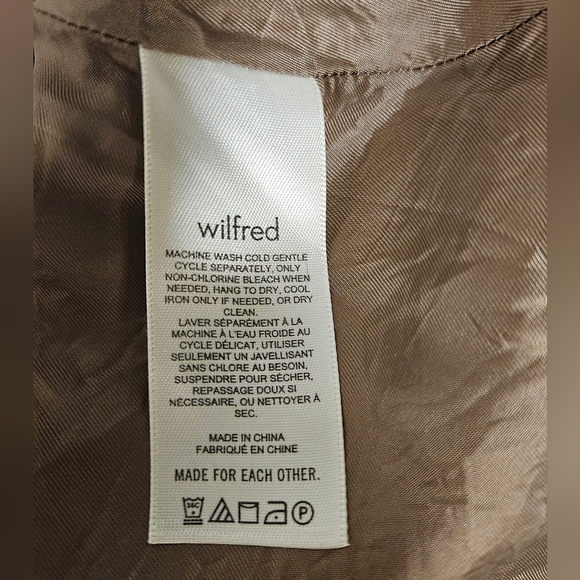 wilfred
MACHINE WASH COLD GENTLE
CYCLE SEPARATELY, ONLY
NON-CHLORINE BLEACH WHEN
NEEDED, HANG TO DRY, COOL
IRON ONLY IF NEEDED, OR DRY
CLEAN.
LAVER SÉPARÉMENT À LA
MACHINE À L'EAU FROIDE AU
CYCLE DÉLICAT, UTILISER
SEULEMENT UN JAVELLISANT
SANS CHLORE AU BESOIN,
SUSPENDRE POUR SÉCHER,
REPASSAGE DOUX SI
NÉCESSAIRE, OU NETTOYER À
SEC.
MADE IN CHINA
FABRIQUÉ EN CHINE
MADE FOR EACH OTHER.
30C P